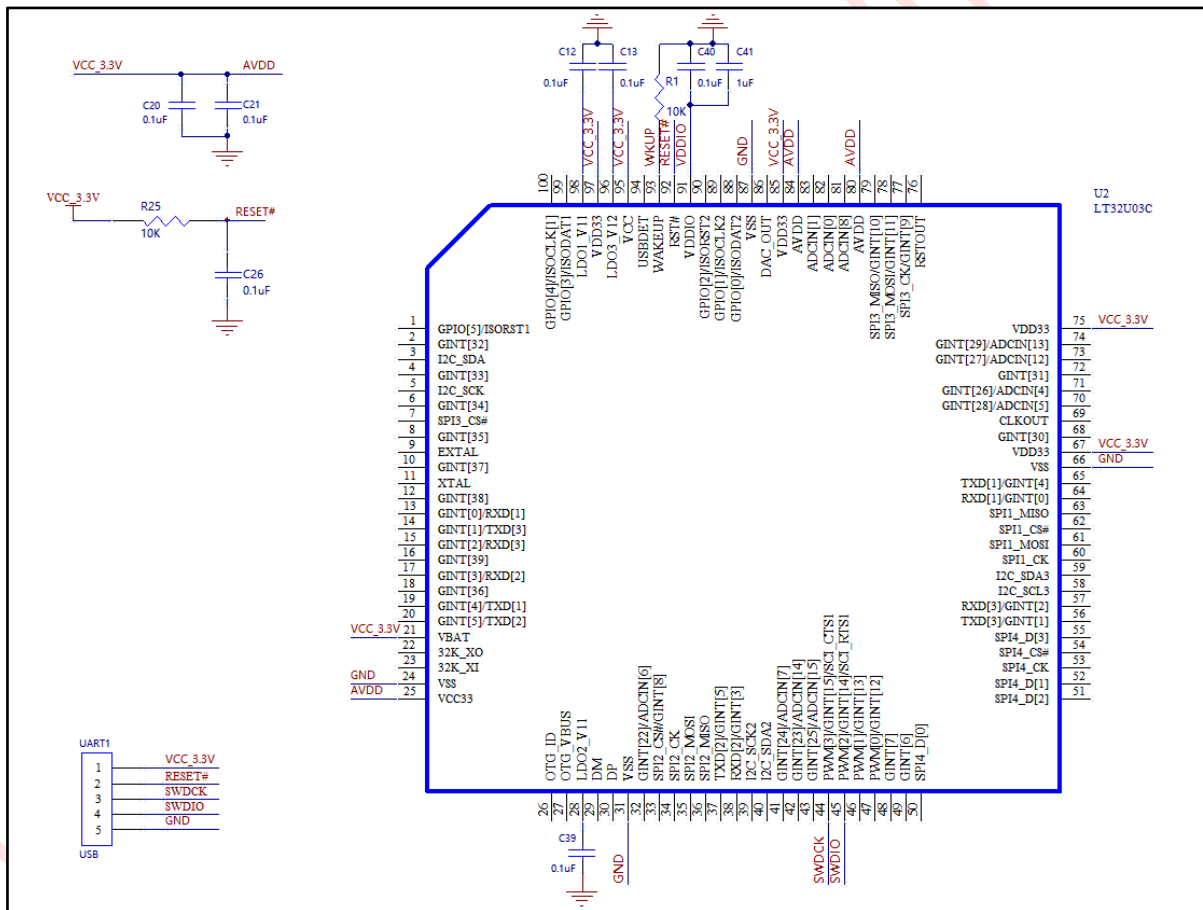 VCC_3.3V
AVDD
C20
0.1uF
C21
0.1uF
VCC_3.3V
R25
10K
RESET#
C26
0.1uF
C12
0.1uF
C13
0.1uF
R1
10K
C40
0.1uF
C41
1uF
VCC_3.3V
VCC_3.3V
WKUP
RESET#
VDDIO
GND
VCC_3.3V
AVDD
AVDD
U2
LT32U03C
100 GPIO[4]/ISOCLK[1]
99 GPIO[3]/ISODAT1
98 LDO1_V11
97 VDD33
96 LDO3_V12
95 VCC
94 USBDET
93 WAKEUP
92 RST#
91 VDDIO
90 GPIO[2]/ISORST2
89 GPIO[1]/ISOCLK2
88 GPIO[0]/ISODAT2
87 VSS
86 DAC_OUT
85 VDD33
84 AVDD
83 ADCIN[1]
82 ADCIN[0]
81 ADCIN[8]
80 AVDD
79 SPI3_MISO/GINT[10]
78 SPI3_MOSI/GINT[11]
77 SPI3_CK/GINT[9]
76 RSTOUT
1 GPIO[5]/ISORST1
2 GINT[32]
3 I2C_SDA
4 GINT[33]
5 I2C_SCK
6 GINT[34]
7 SPI3_CS#
8 GINT[35]
9 EXTAL
10 GINT[37]
11 XTAL
12 GINT[38]
13 GINT[0]/RXD[1]
14 GINT[1]/TXD[3]
15 GINT[2]/RXD[3]
16 GINT[39]
17 GINT[3]/RXD[2]
18 GINT[36]
19 GINT[4]/TXD[1]
20 GINT[5]/TXD[2]
VCC_3.3V 21 VBAT
22 32K_XO
23 32K_XI
GND 24 VSS
AVDD 25 VCC33
VDD33 75 VCC_3.3V
GINT[29]/ADCIN[13] 74
GINT[27]/ADCIN[12] 73
GINT[31] 72
GINT[26]/ADCIN[4] 71
GINT[28]/ADCIN[5] 70
CLKOUT 69
GINT[30] 68
VDD33 67 VCC_3.3V
VSS 66 GND
TXD[1]/GINT[4] 65
RXD[1]/GINT[0] 64
SPI1_MISO 63
SPI1_CS# 62
SPI1_MOSI 61
SPI1_CK 60
I2C_SDA3 59
I2C_SCL3 58
RXD[3]/GINT[2] 57
TXD[3]/GINT[1] 56
SPI4_D[3] 55
SPI4_CS# 54
SPI4_CK 53
SPI4_D[1] 52
SPI4_D[2] 51
OTG_ID 26
OTG_VBUS 27
LDO2_V11 28
DM 29
DP 30
VSS 31
GINT[22]/ADCIN[6] 32
SPI2_CS#/GINT[8] 33
SPI2_CK 34
SPI2_MOSI 35
SPI2_MISO 36
TXD[2]/GINT[5] 37
RXD[2]/GINT[3] 38
I2C_SCK2 39
I2C_SDA2 40
GINT[24]/ADCIN[7] 41
GINT[23]/ADCIN[14] 42
GINT[25]/ADCIN[15] 43
PWM[3]/GINT[15]/SCI_CTS1 44
PWM[2]/GINT[14]/SCI_RTS1 45
PWM[1]/GINT[13] 46
PWM[0]/GINT[12] 47
GINT[7] 48
GINT[6] 49
SPI4_D[0] 50
C39
0.1uF
GND
SWDCK
SWDIO
UART1
1 VCC_3.3V
2 RESET#
3 SWDCK
4 SWDIO
5 GND
USB